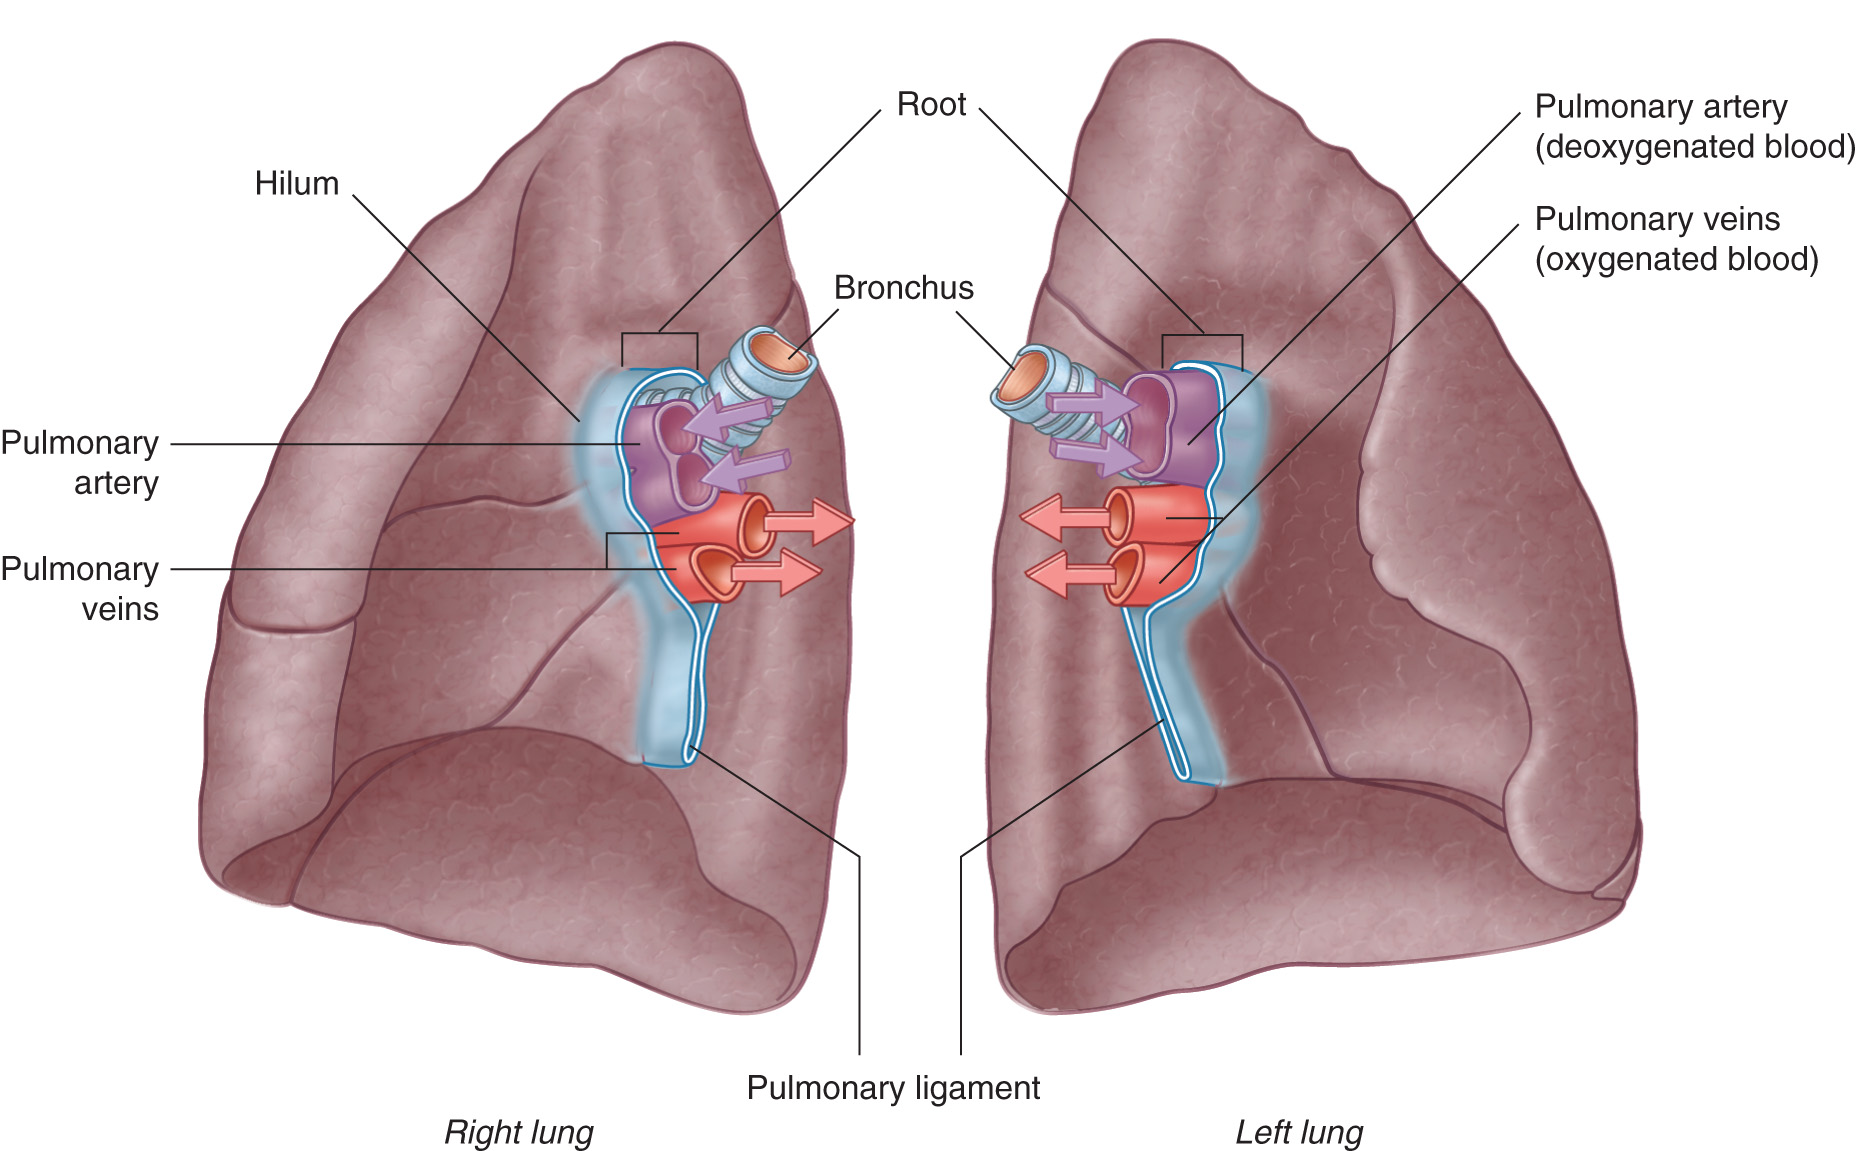 Root
Pulmonary artery
(deoxygenated blood)
Hilum
Pulmonary veins
(oxygenated blood)
Bronchus
Pulmonary
artery
Pulmonary
veins
Pulmonary ligament
Right lung
Left lung